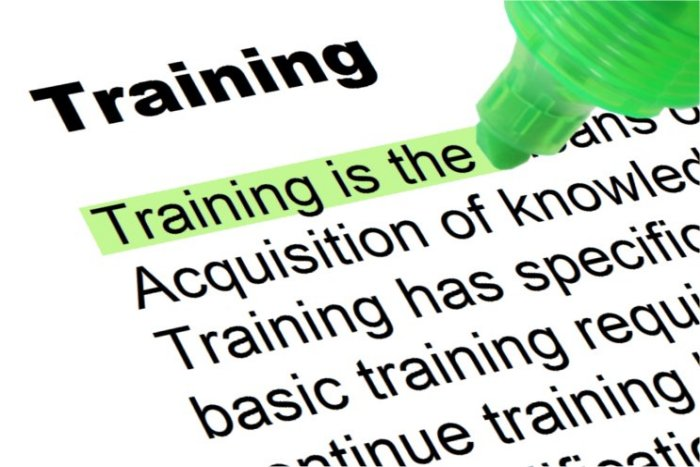 Training
Training is the
Acquisition of
Training has
basic training
training